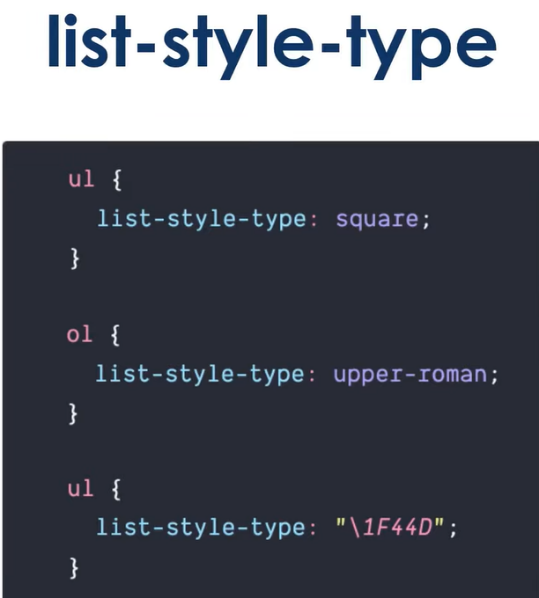 list-style-type
ul {
list-style-type: square;
}
ol {
list-style-type: upper-roman;
}
ul {
list-style-type: "\1F44D";
}